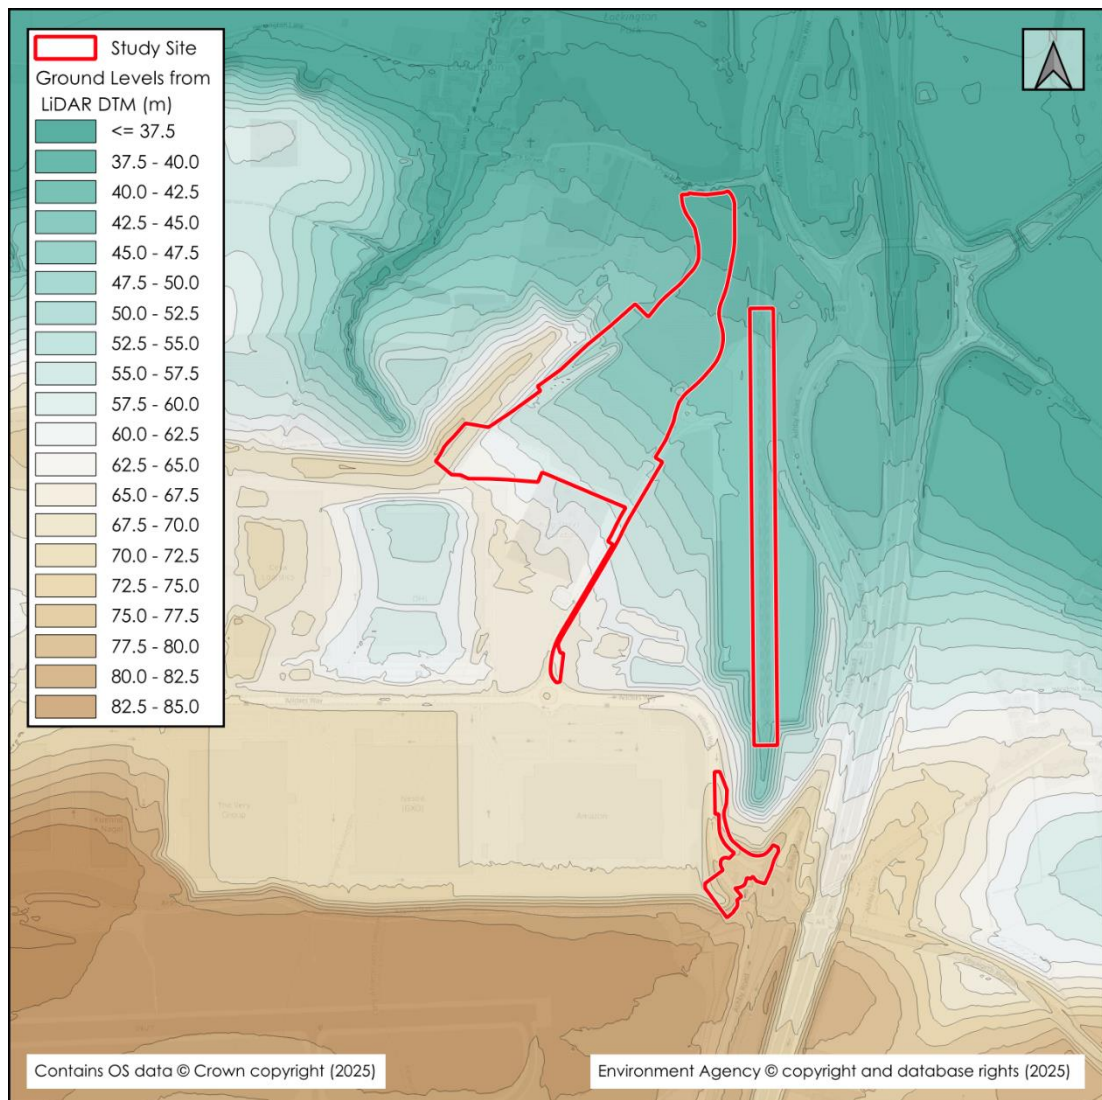 Study Site
Ground Levels from
LiDAR DTM (m)
<= 37.5
37.5 - 40.0
40.0 - 42.5
42.5 - 45.0
45.0 - 47.5
47.5 - 50.0
50.0 - 52.5
52.5 - 55.0
55.0 - 57.5
57.5 - 60.0
60.0 - 62.5
62.5 - 65.0
65.0 - 67.5
67.5 - 70.0
70.0 - 72.5
72.5 - 75.0
75.0 - 77.5
77.5 - 80.0
80.0 - 82.5
82.5 - 85.0
Lockington
N
Contains OS data © Crown copyright (2025)
Environment Agency © copyright and database rights (2025)